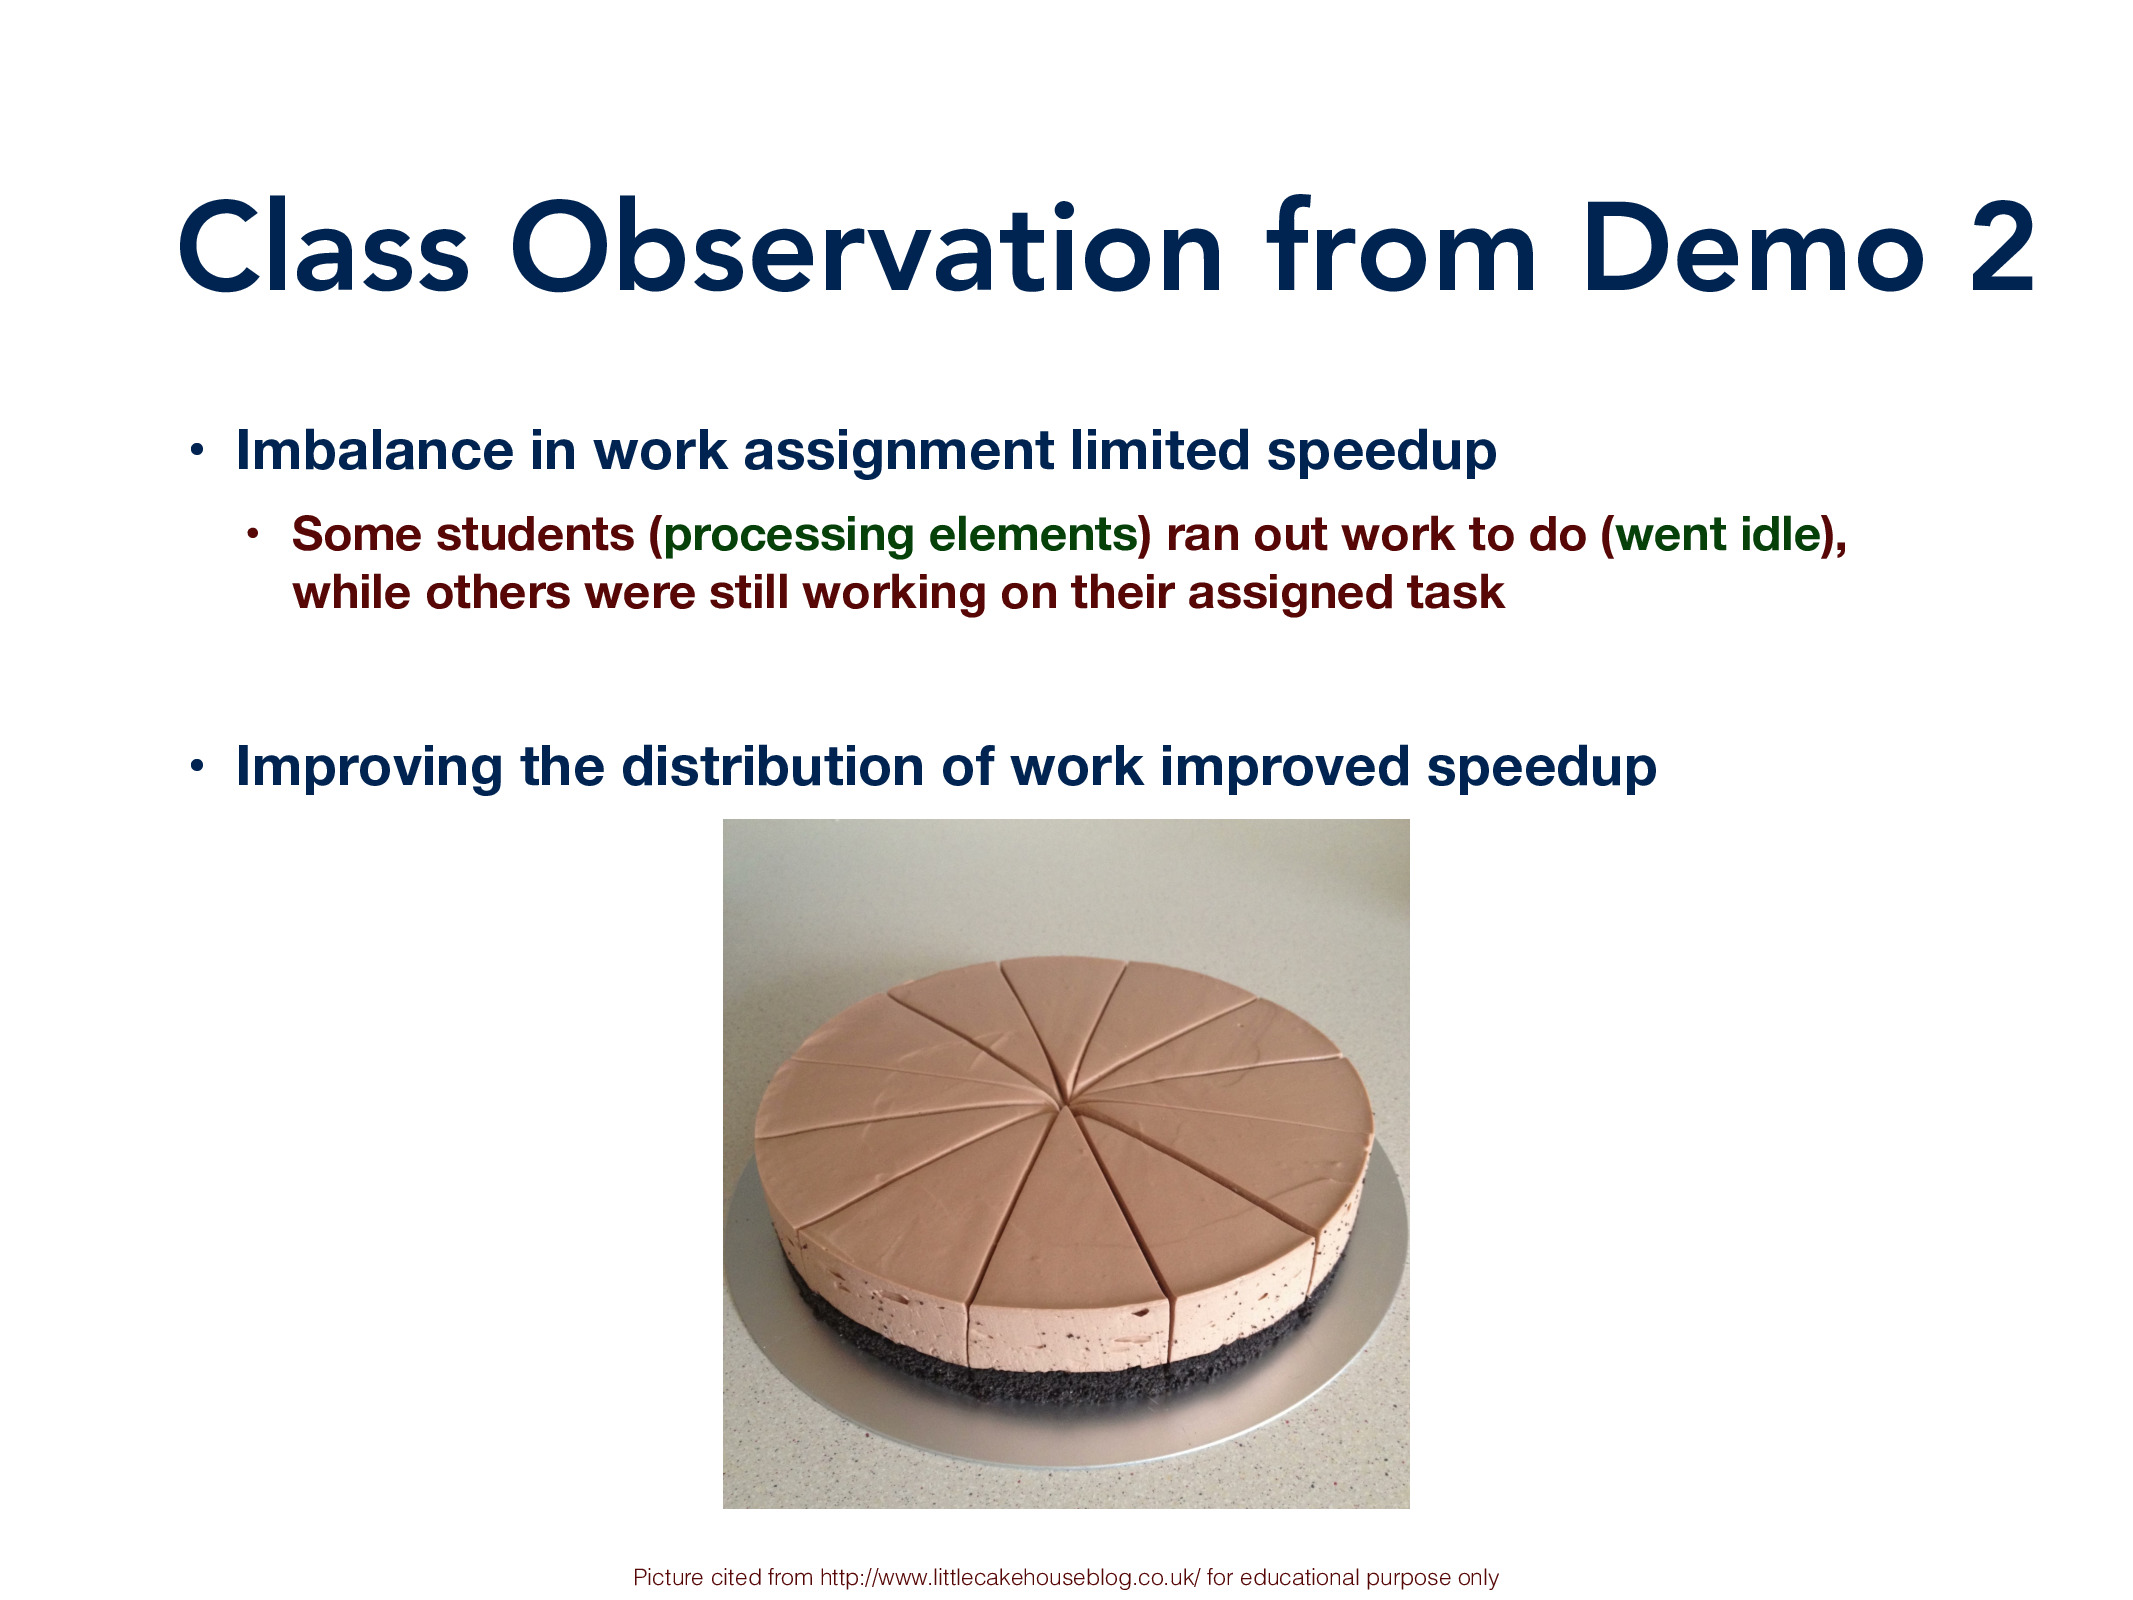 Class Observation from Demo 2
• Imbalance in work assignment limited speedup
• Some students (processing elements) ran out work to do (went idle),
while others were still working on their assigned task
• Improving the distribution of work improved speedup
Picture cited from http://www.littlecakehouseblog.co.uk/ for educational purpose only